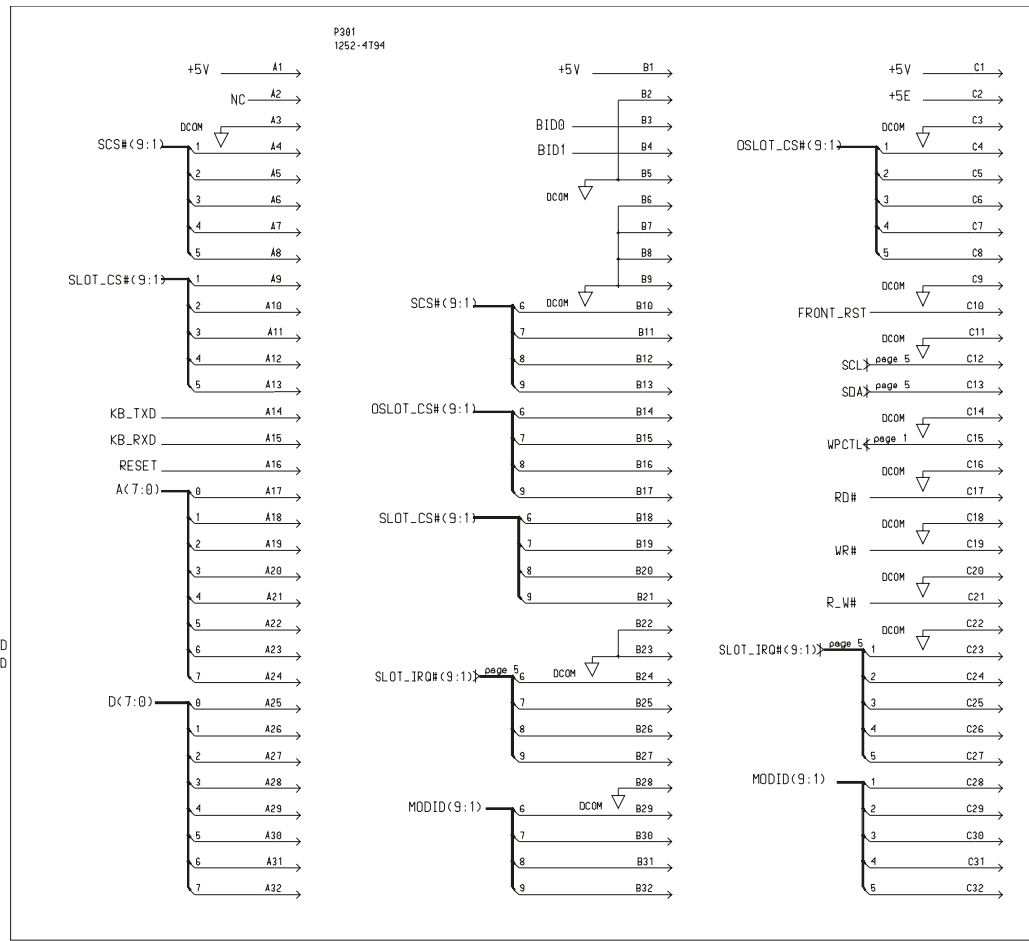 P301
1252-4T94
+5V A1
NC A2
DCOM A3
SCS#(9:1) 1 A4
2 A5
3 A6
4 A7
5 A8
SLOT_CS#(9:1) 1 A9
2 A10
3 A11
4 A12
5 A13
KB_TXD A14
KB_RXD A15
RESET A16
A(7:0) 0 A17
1 A18
2 A19
3 A20
4 A21
5 A22
6 A23
7 A24
D(7:0) 0 A25
1 A26
2 A27
3 A28
4 A29
5 A30
6 A31
7 A32
D
D
+5V B1
B2
BID0 B3
BID1 B4
B5
DCOM
B6
B7
B8
B9
DCOM
SCS#(9:1) 6 B10
7 B11
8 B12
9 B13
OSLOT_CS#(9:1) 6 B14
7 B15
8 B16
9 B17
SLOT_CS#(9:1) 6 B18
7 B19
8 B20
9 B21
B22
B23
DCOM
SLOT_IRQ#(9:1) page 5 6 B24
7 B25
8 B26
9 B27
B28
DCOM
MODID(9:1) 6 B29
7 B30
8 B31
9 B32
+5V C1
+5E C2
DCOM C3
OSLOT_CS#(9:1) 1 C4
2 C5
3 C6
4 C7
5 C8
DCOM C9
FRONT_RST C10
DCOM C11
SCL page 5 C12
SDA page 5 C13
DCOM C14
WPCTL page 1 C15
DCOM C16
RD# C17
DCOM C18
WR# C19
DCOM C20
R_W# C21
DCOM C22
SLOT_IRQ#(9:1) page 5 1 C23
2 C24
3 C25
4 C26
5 C27
MODID(9:1) 1 C28
2 C29
3 C30
4 C31
5 C32